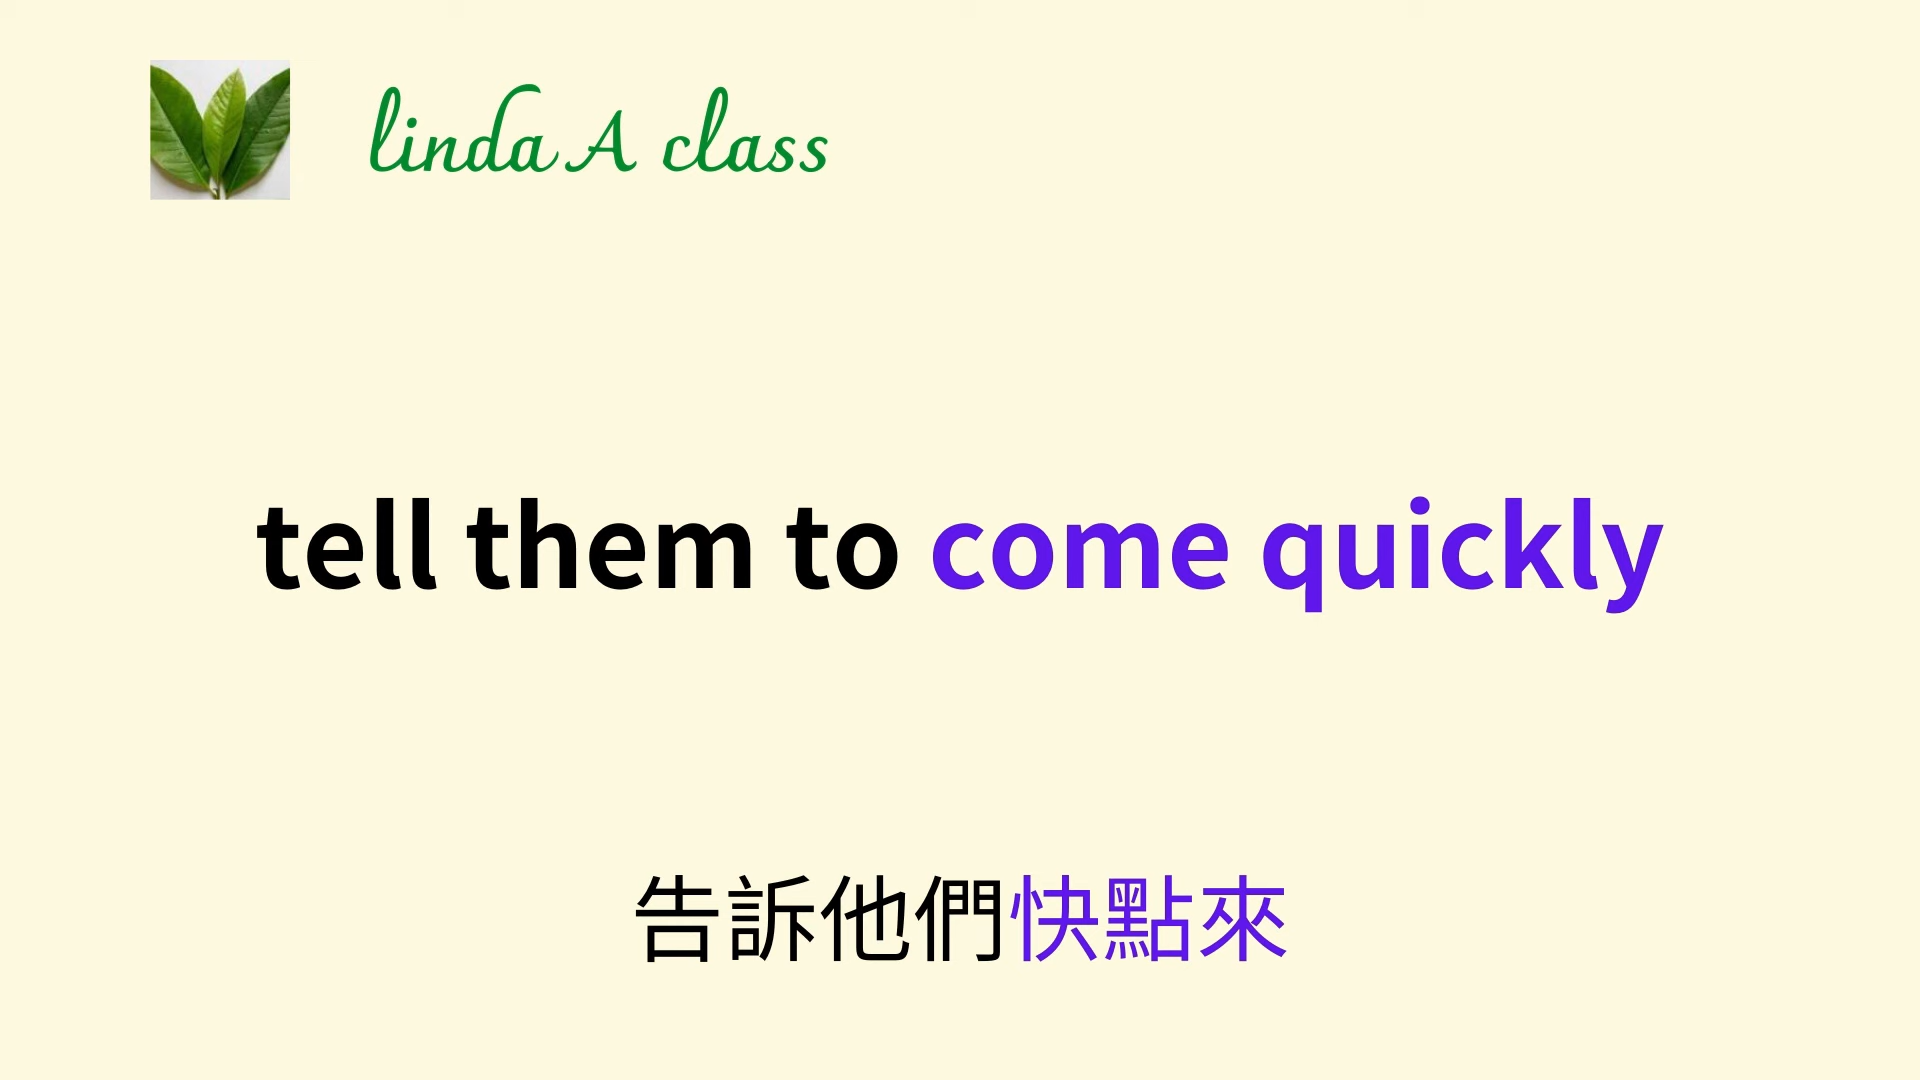 linda A class
tell them to come quickly
告訴他們快點來